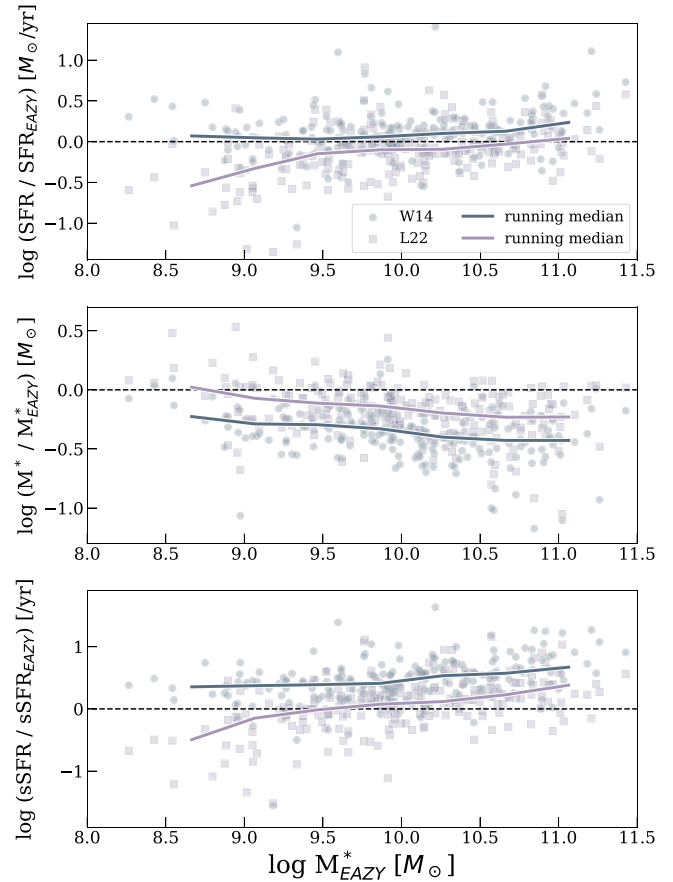 log (SFR / SFR_EAZY) [M⊙/yr]
1.0
0.5
0.0
−0.5
−1.0
W14 running median
L22 running median
8.0 8.5 9.0 9.5 10.0 10.5 11.0 11.5
log (M* / M*_EAZY) [M⊙]
0.5
0.0
−0.5
−1.0
8.0 8.5 9.0 9.5 10.0 10.5 11.0 11.5
log (sSFR / sSFR_EAZY) [/yr]
1
0
−1
8.0 8.5 9.0 9.5 10.0 10.5 11.0 11.5
log M*_EAZY [M⊙]